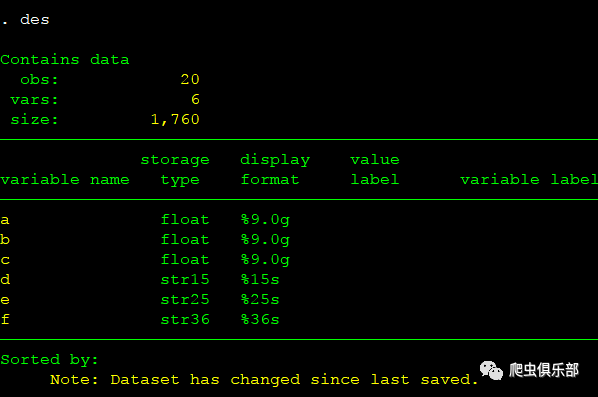 . des
Contains data
obs: 20
vars: 6
size: 1,760
storage display value
variable name type format label variable label
a float %9.0g
b float %9.0g
c float %9.0g
d str15 %15s
e str25 %25s
f str36 %36s
Sorted by:
Note: Dataset has changed since last saved.
爬虫俱乐部